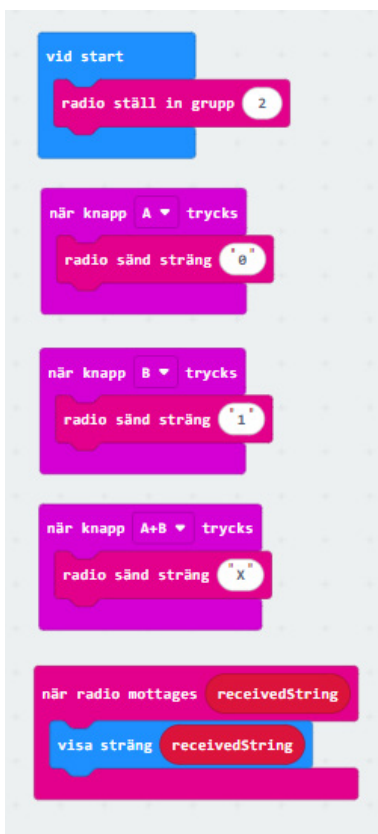 vid start
radio ställ in grupp 2
när knapp A trycks
radio sänd sträng "0"
när knapp B trycks
radio sänd sträng "1"
när knapp A+B trycks
radio sänd sträng "X"
när radio mottages receivedString
visa sträng receivedString